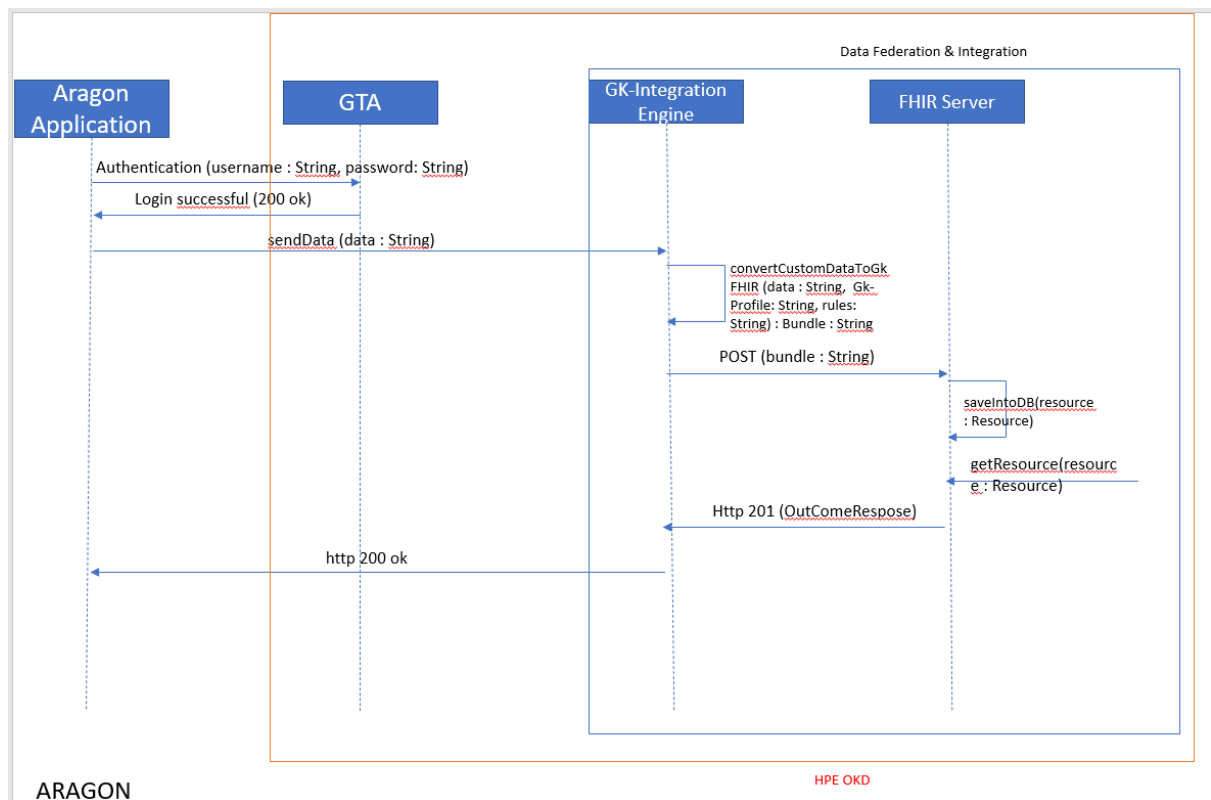 Data Federation & Integration
Aragon
Application
GTA
GK-Integration
Engine
FHIR Server
Authentication (username : String, password: String)
Login successful (200 ok)
sendData (data : String)
convertCustomDataToGk
FHIR (data : String,  Gk-
Profile: String, rules:
String) : Bundle : String
POST (bundle : String)
saveIntoDB(resource
: Resource)
getResource(resourc
e : Resource)
Http 201 (OutComeRespose)
http 200 ok
HPE OKD
ARAGON